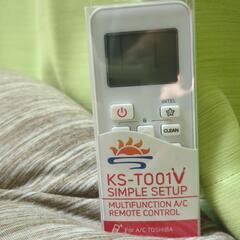 INTEL
CLEAN
KS-T001V
SIMPLE SETUP
MULTIFUNCTION A/C
REMOTE CONTROL
For A/C TOSHIBA